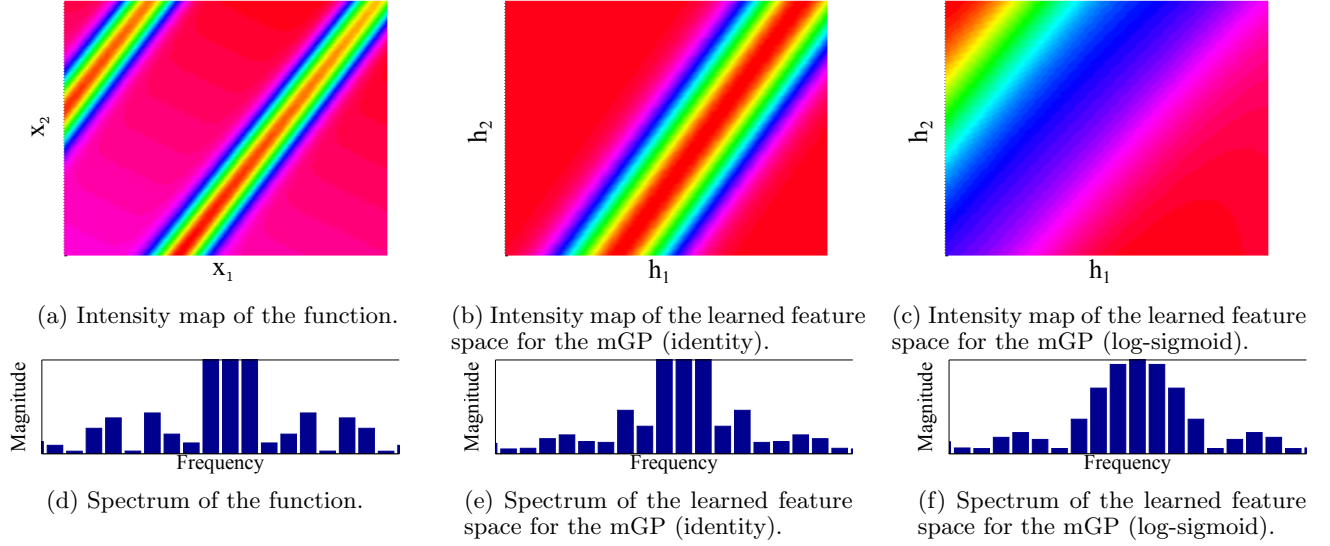 x₂
x₁
(a) Intensity map of the function.
h₂
h₁
(b) Intensity map of the learned feature
space for the mGP (identity).
h₂
h₁
(c) Intensity map of the learned feature
space for the mGP (log-sigmoid).
Magnitude
Frequency
(d) Spectrum of the function.
Magnitude
Frequency
(e) Spectrum of the learned feature
space for the mGP (identity).
Magnitude
Frequency
(f) Spectrum of the learned feature
space for the mGP (log-sigmoid).